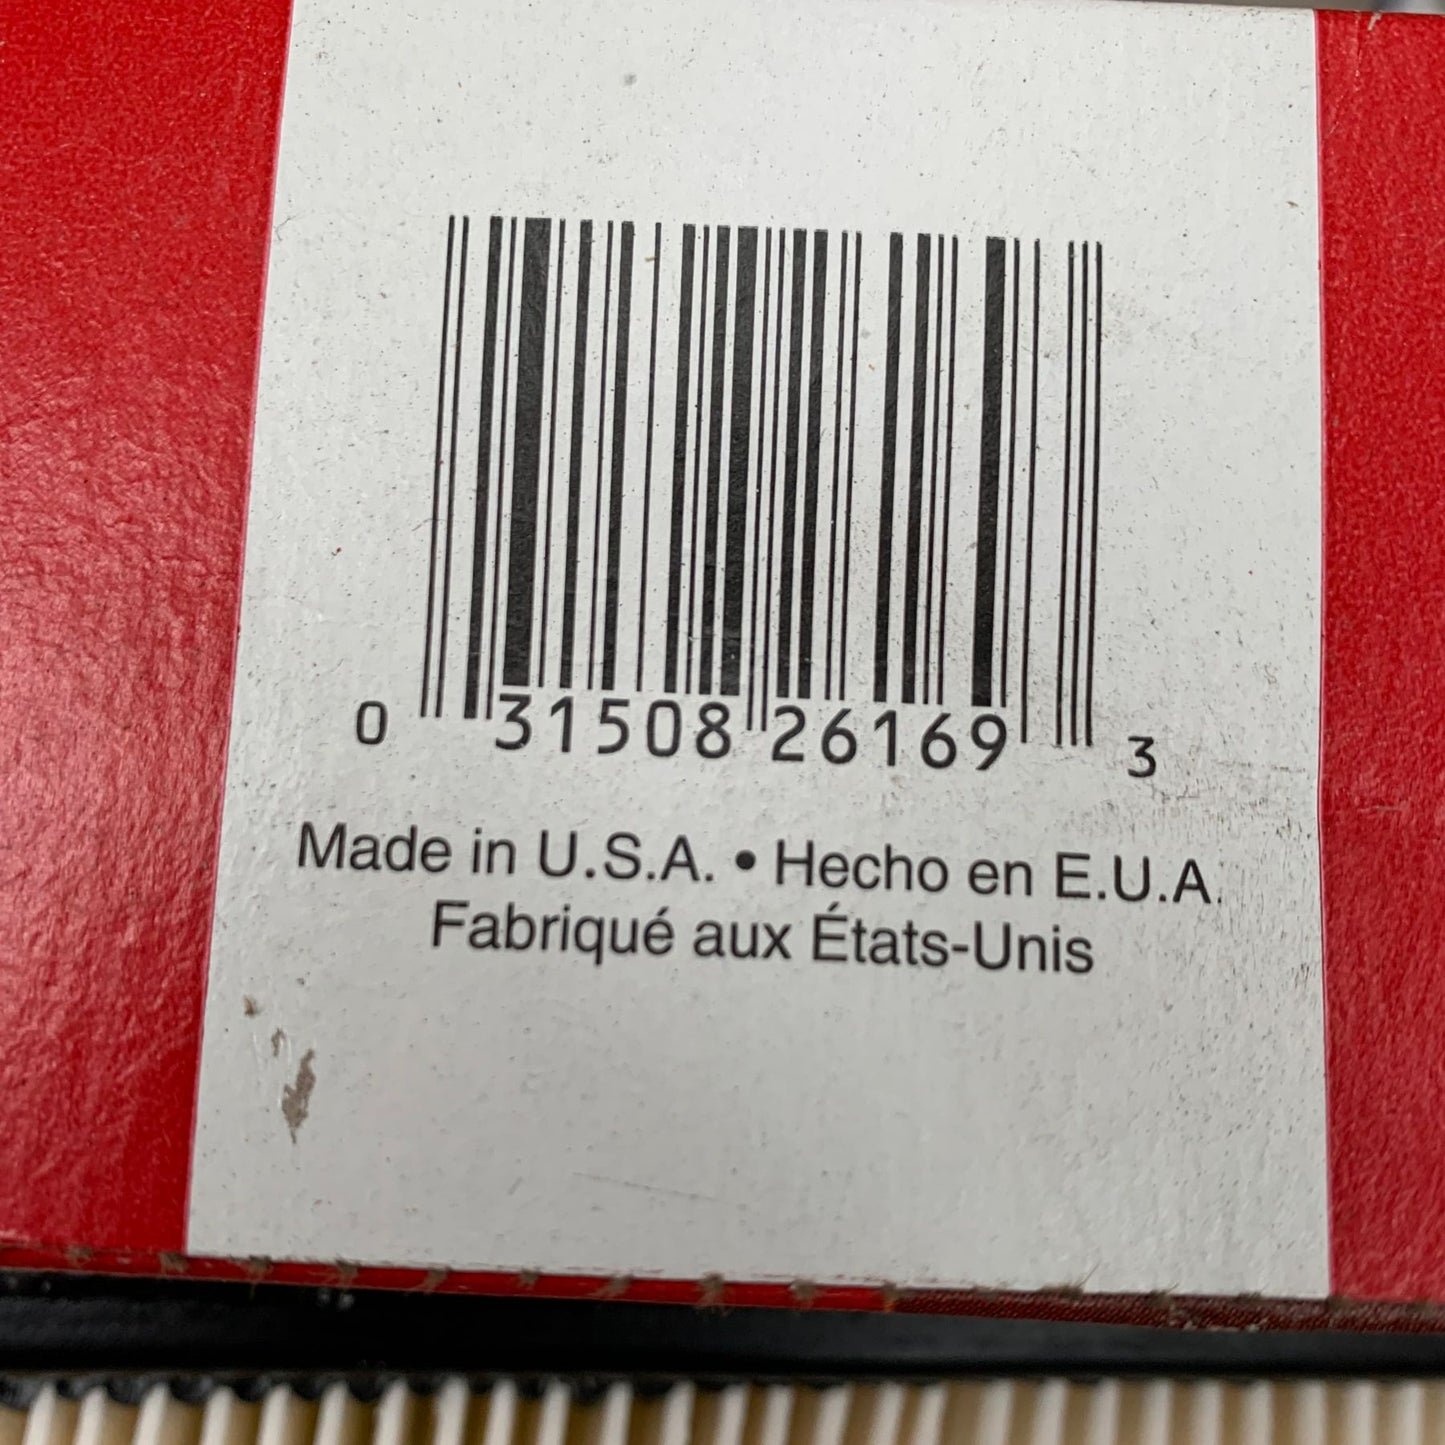 0 31508 26169 3
Made in U.S.A. • Hecho en E.U.A.
Fabriqué aux États-Unis